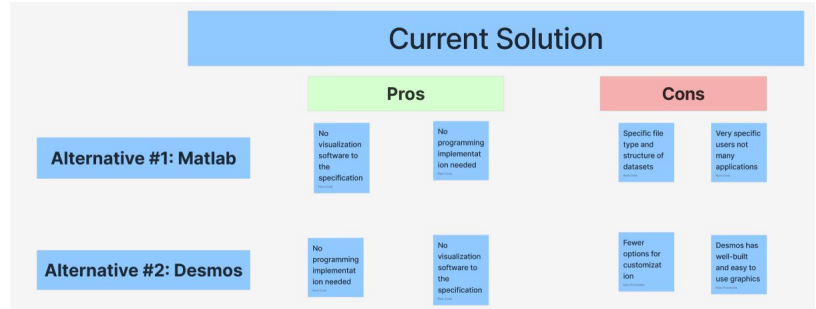 Current Solution
Pros
Cons
Alternative #1: Matlab
No
visualization
software to
the
specification
No
programming
implementat
ion needed
Specific file
type and
structure of
datasets
Very specific
users not
many
applications
Alternative #2: Desmos
No
programming
implementat
ion needed
No
visualization
software to
the
specification
Fewer
options for
customizat
ion
Desmos has
well-built
and easy to
use graphics